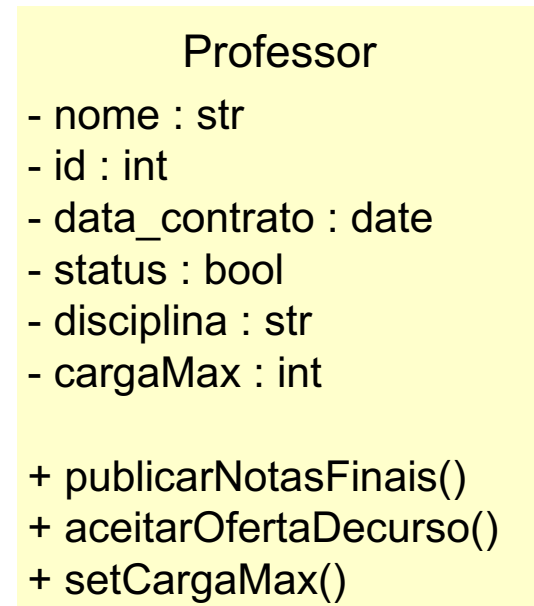 Professor
- nome : str
- id : int
- data_contrato : date
- status : bool
- disciplina : str
- cargaMax : int
+ publicarNotasFinais()
+ aceitarOfertaDecurso()
+ setCargaMax()